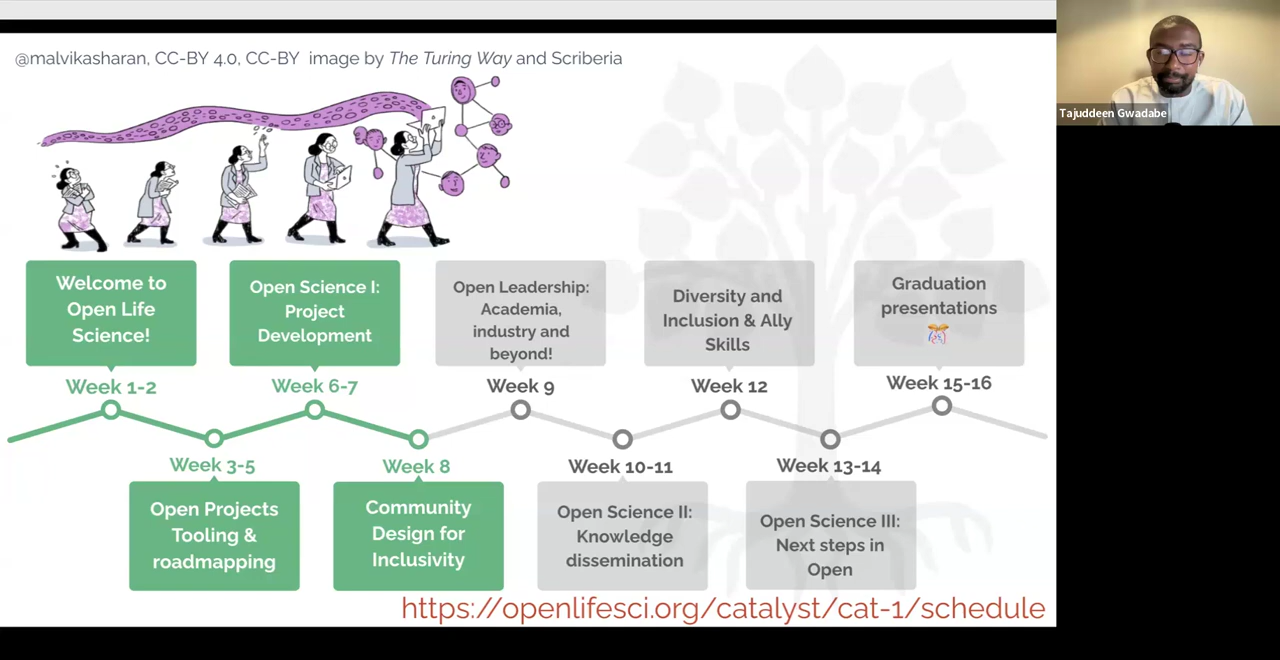 @malvikasharan, CC-BY 4.0, CC-BY image by The Turing Way and Scriberia
Tajuddeen Gwadabe
Welcome to
Open Life
Science!
Week 1-2
Week 3-5
Open Projects
Tooling &
roadmapping
Open Science I:
Project
Development
Week 6-7
Week 8
Community
Design for
Inclusivity
Open Leadership:
Academia,
industry and
beyond!
Week 9
Week 10-11
Open Science II:
Knowledge
dissemination
Diversity and
Inclusion & Ally
Skills
Week 12
Week 13-14
Open Science III:
Next steps in
Open
Graduation
presentations
Week 15-16
https://openlifesci.org/catalyst/cat-1/schedule